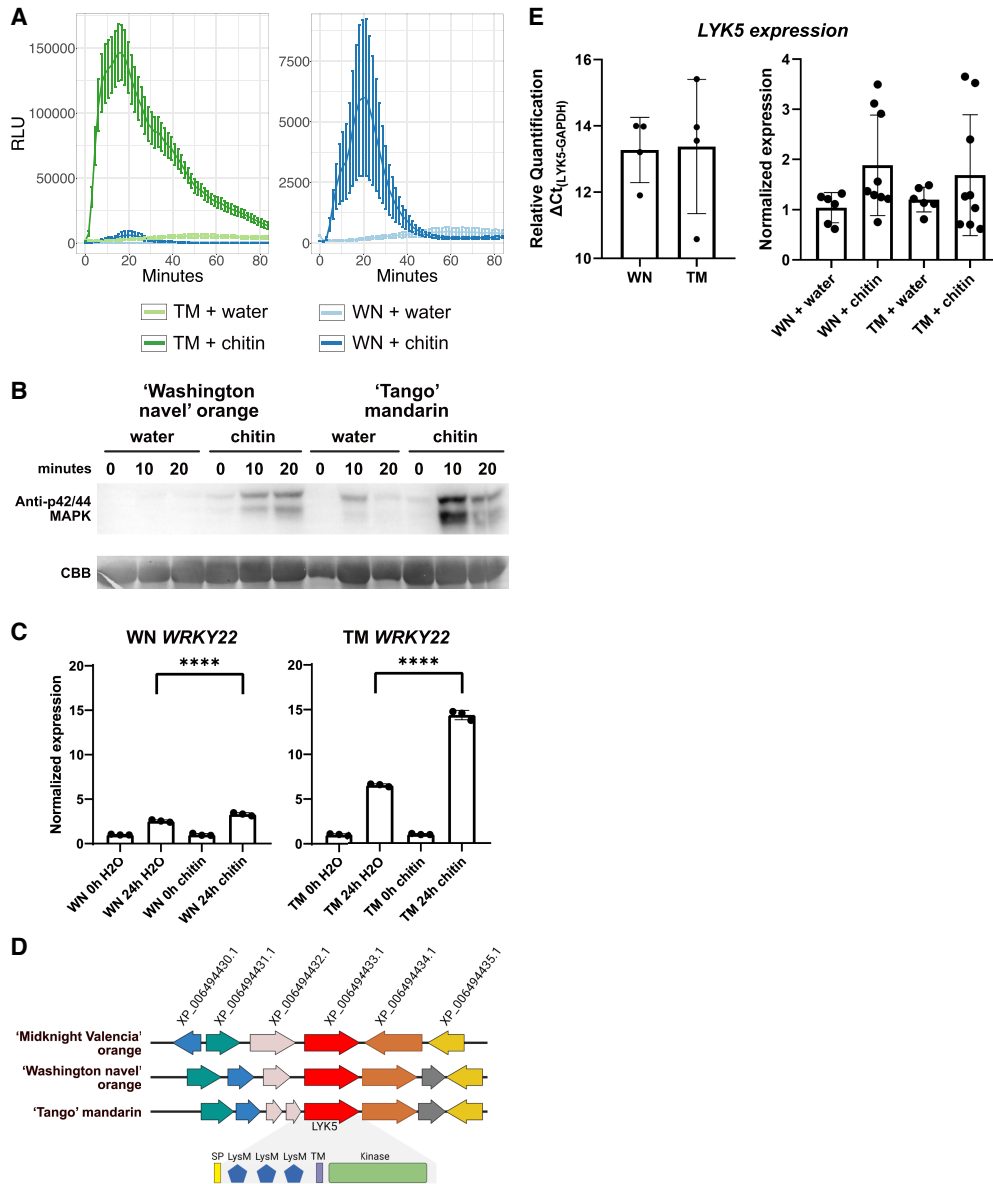 A
RLU
150000
100000
50000
0
0 20 40 60 80
Minutes
7500
5000
2500
0
0 20 40 60 80
Minutes
TM + water
TM + chitin
WN + water
WN + chitin
B
‘Washington navel’ orange
‘Tango’ mandarin
water chitin water chitin
minutes 0 10 20 0 10 20 0 10 20 0 10 20
Anti-p42/44 MAPK
CBB
C
WN WRKY22
Normalized expression
20
15
10
5
0
****
WN 0h H2O
WN 24h H2O
WN 0h chitin
WN 24h chitin
TM WRKY22
20
15
10
5
0
****
TM 0h H2O
TM 24h H2O
TM 0h chitin
TM 24h chitin
D
XP_006494430.1
XP_006494431.1
XP_006494432.1
XP_006494433.1
XP_006494434.1
XP_006494435.1
‘Midknight Valencia’ orange
‘Washington navel’ orange
‘Tango’ mandarin
LYK5
SP LysM LysM LysM TM Kinase
E
LYK5 expression
Relative Quantification
ΔCt(LYK5-GAPDH)
16
14
12
10
WN TM
Normalized expression
4
3
2
1
0
WN + water
WN + chitin
TM + water
TM + chitin